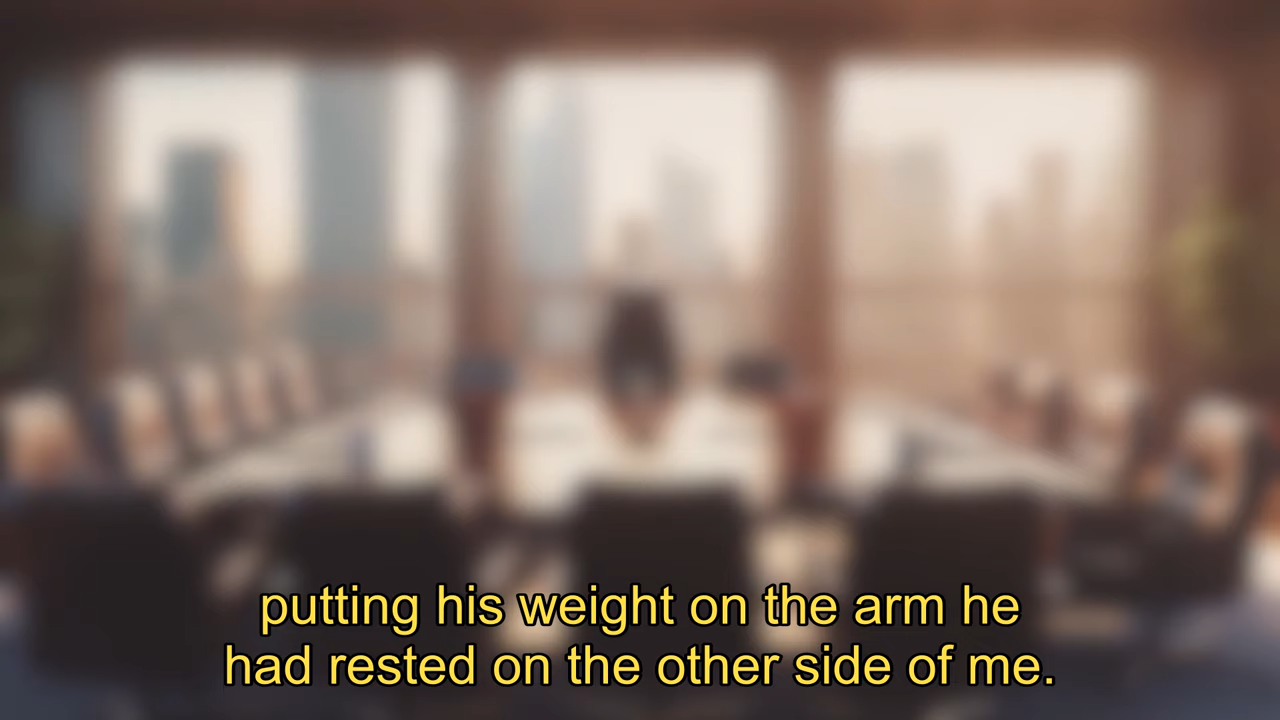 putting his weight on the arm he
had rested on the other side of me.